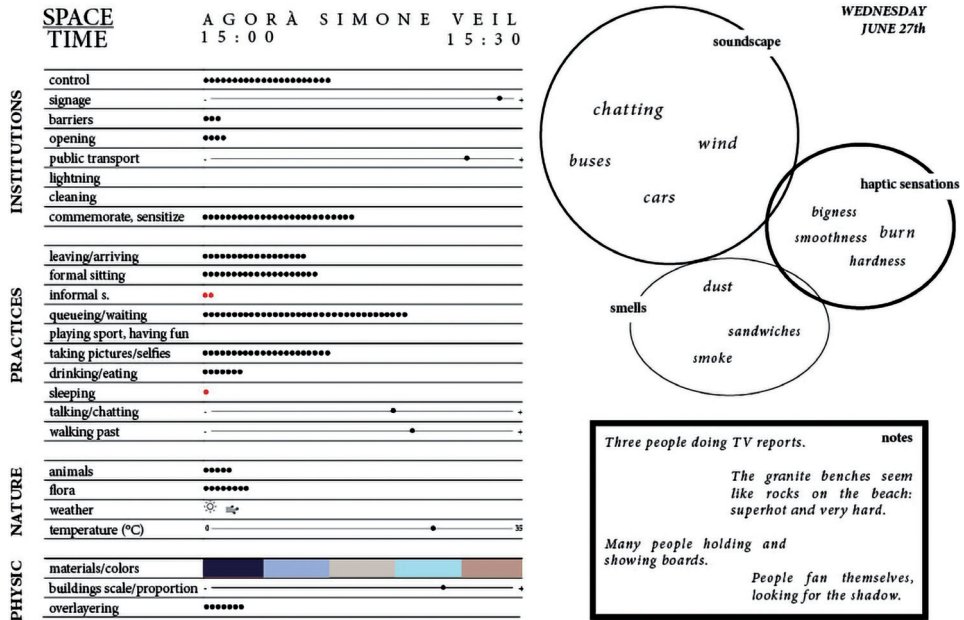 SPACE
TIME
AGORÀ SIMONE VEIL
15:00 15:30
WEDNESDAY
JUNE 27th
INSTITUTIONS
control
signage - +
barriers
opening
public transport - +
lightning
cleaning
commemorate, sensitize
PRACTICES
leaving/arriving
formal sitting
informal s.
queueing/waiting
playing sport, having fun
taking pictures/selfies
drinking/eating
sleeping
talking/chatting - +
walking past - +
NATURE
animals
flora
weather
temperature (°C) 0 35
PHYSIC
materials/colors
buildings scale/proportion - +
overlayering
soundscape
chatting
wind
buses
cars
haptic sensations
bigness
smoothness burn
hardness
smells
dust
sandwiches
smoke
notes
Three people doing TV reports.
The granite benches seem
like rocks on the beach:
superhot and very hard.
Many people holding and
showing boards.
People fan themselves,
looking for the shadow.